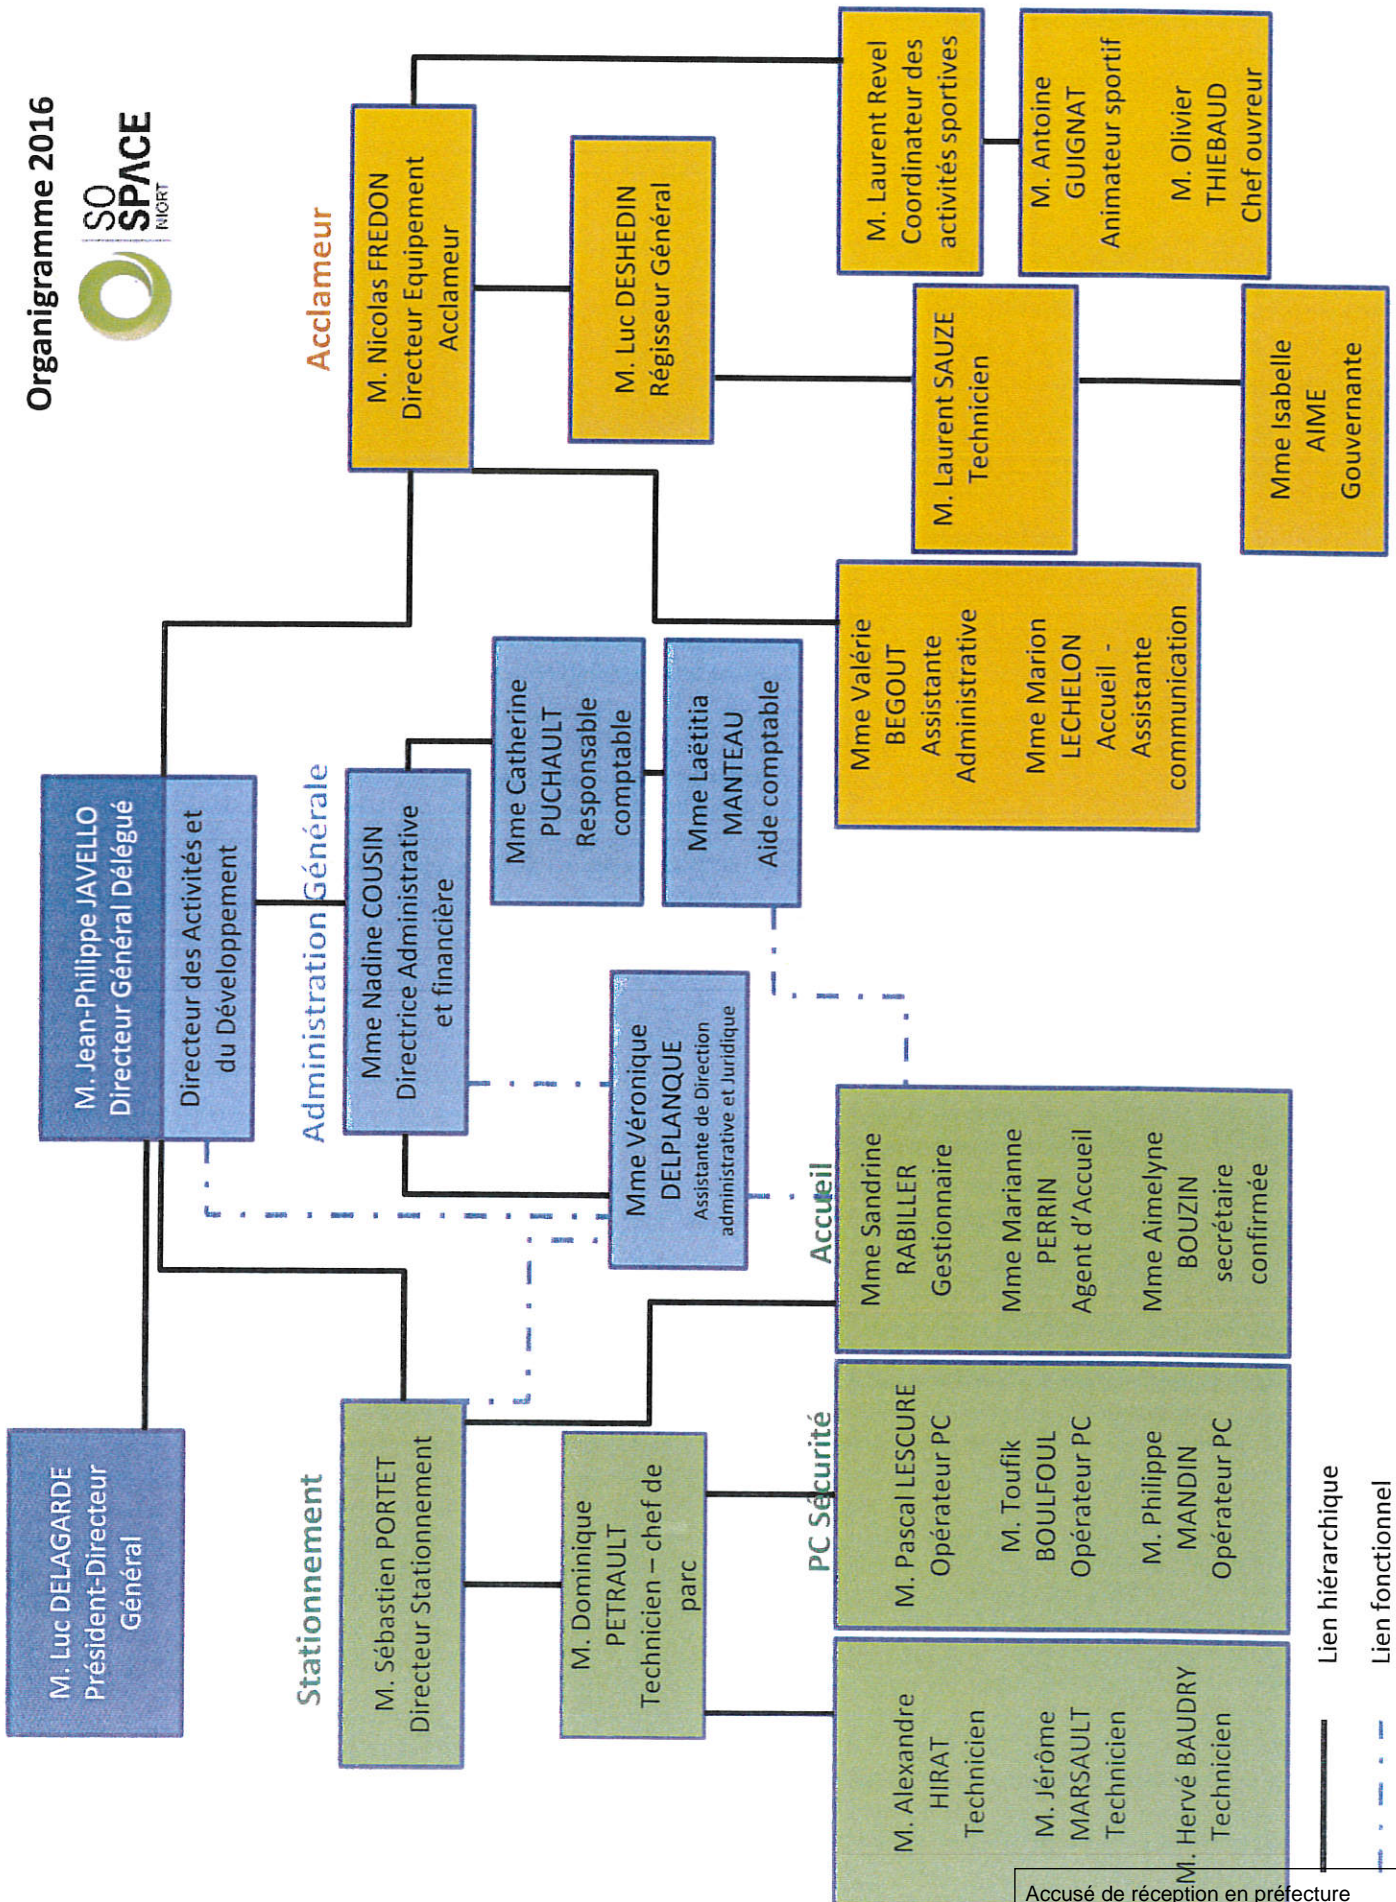 Organigramme 2016
SO
SPACE
NIORT
M. Luc DELAGARDE
Président-Directeur
Général
M. Jean-Philippe JAVELLO
Directeur Général Délégué
Directeur des Activités et
du Développement
Stationnement
M. Sébastien PORTET
Directeur Stationnement
M. Dominique
PETRAULT
Technicien – chef de
parc
M. Alexandre
HIRAT
Technicien
M. Jérôme
MARSAULT
Technicien
M. Hervé BAUDRY
Technicien
PC Sécurité
M. Pascal LESCURE
Opérateur PC
M. Toufik
BOULFOUL
Opérateur PC
M. Philippe
MANDIN
Opérateur PC
Accueil
Mme Sandrine
RABILLER
Gestionnaire
Mme Marianne
PERRIN
Agent d'Accueil
Mme Aimelyne
BOUZIN
secrétaire
confirmée
Administration Générale
Mme Nadine COUSIN
Directrice Administrative
et financière
Mme Véronique
DELPLANQUE
Assistante de Direction
administrative et Juridique
Mme Catherine
PUCHAULT
Responsable
comptable
Mme Laëtitia
MANTEAU
Aide comptable
Acclameur
M. Nicolas FREDON
Directeur Equipement
Acclameur
M. Luc DESHEDIN
Régisseur Général
Mme Valérie
BEGOUT
Assistante
Administrative
Mme Marion
LECHELON
Accueil -
Assistante
communication
M. Laurent SAUZE
Technicien
Mme Isabelle
AIME
Gouvernante
M. Laurent Revel
Coordinateur des
activités sportives
M. Antoine
GUIGNAT
Animateur sportif
M. Olivier
THIEBAUD
Chef ouvreur
Lien hiérarchique
Lien fonctionnel
Accusé de réception en préfecture